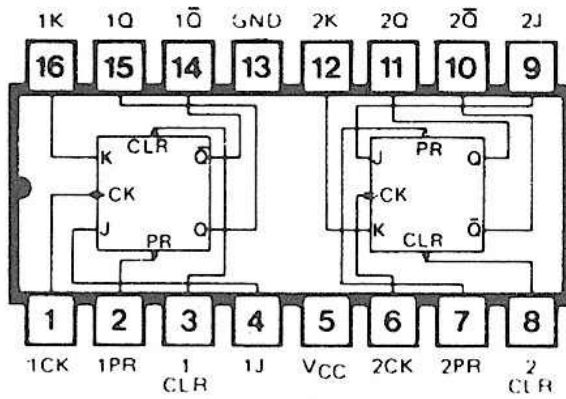 1K 1Q 1Q̅ GND 2K 2Q 2Q̅ 2J
16 15 14 13 12 11 10 9
CLR PR
K Q̅ J Q
CK CK
J Q K Q̅
PR CLR
1 2 3 4 5 6 7 8
1CK 1PR 1 CLR 1J VCC 2CK 2PR 2 CLR